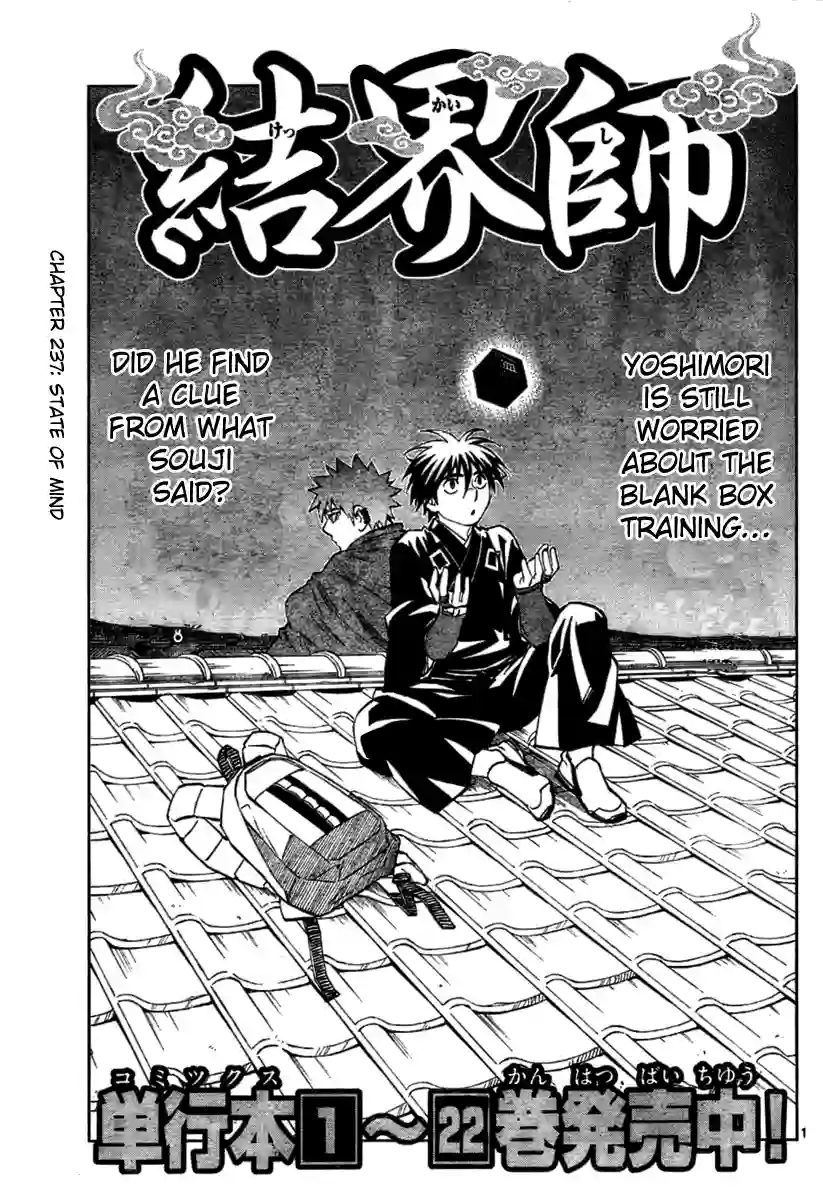 けっ かい し
結界師
CHAPTER 237: STATE OF MIND
YOSHIMORI
IS STILL
WORRIED
ABOUT THE
BLANK BOX
TRAINING...
DID HE FIND
A CLUE
FROM WHAT
SOUJI
SAID?
コミックス かん はつ ばい ちゆう
単行本1～22巻発売中!
1